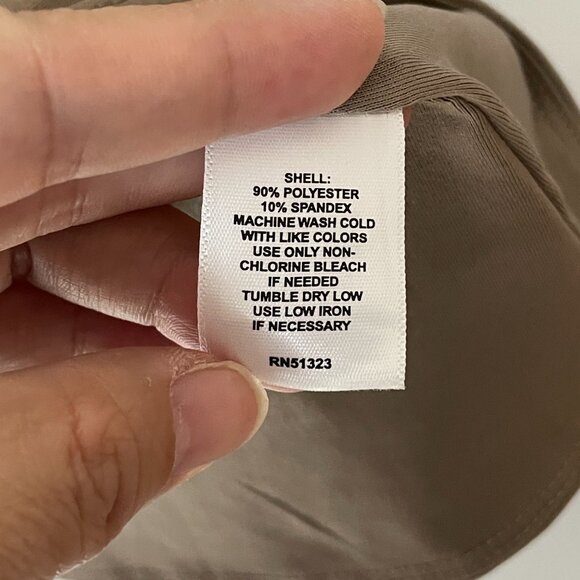 SHELL:
90% POLYESTER
10% SPANDEX
MACHINE WASH COLD
WITH LIKE COLORS
USE ONLY NON-
CHLORINE BLEACH
IF NEEDED
TUMBLE DRY LOW
USE LOW IRON
IF NECESSARY
RN51323